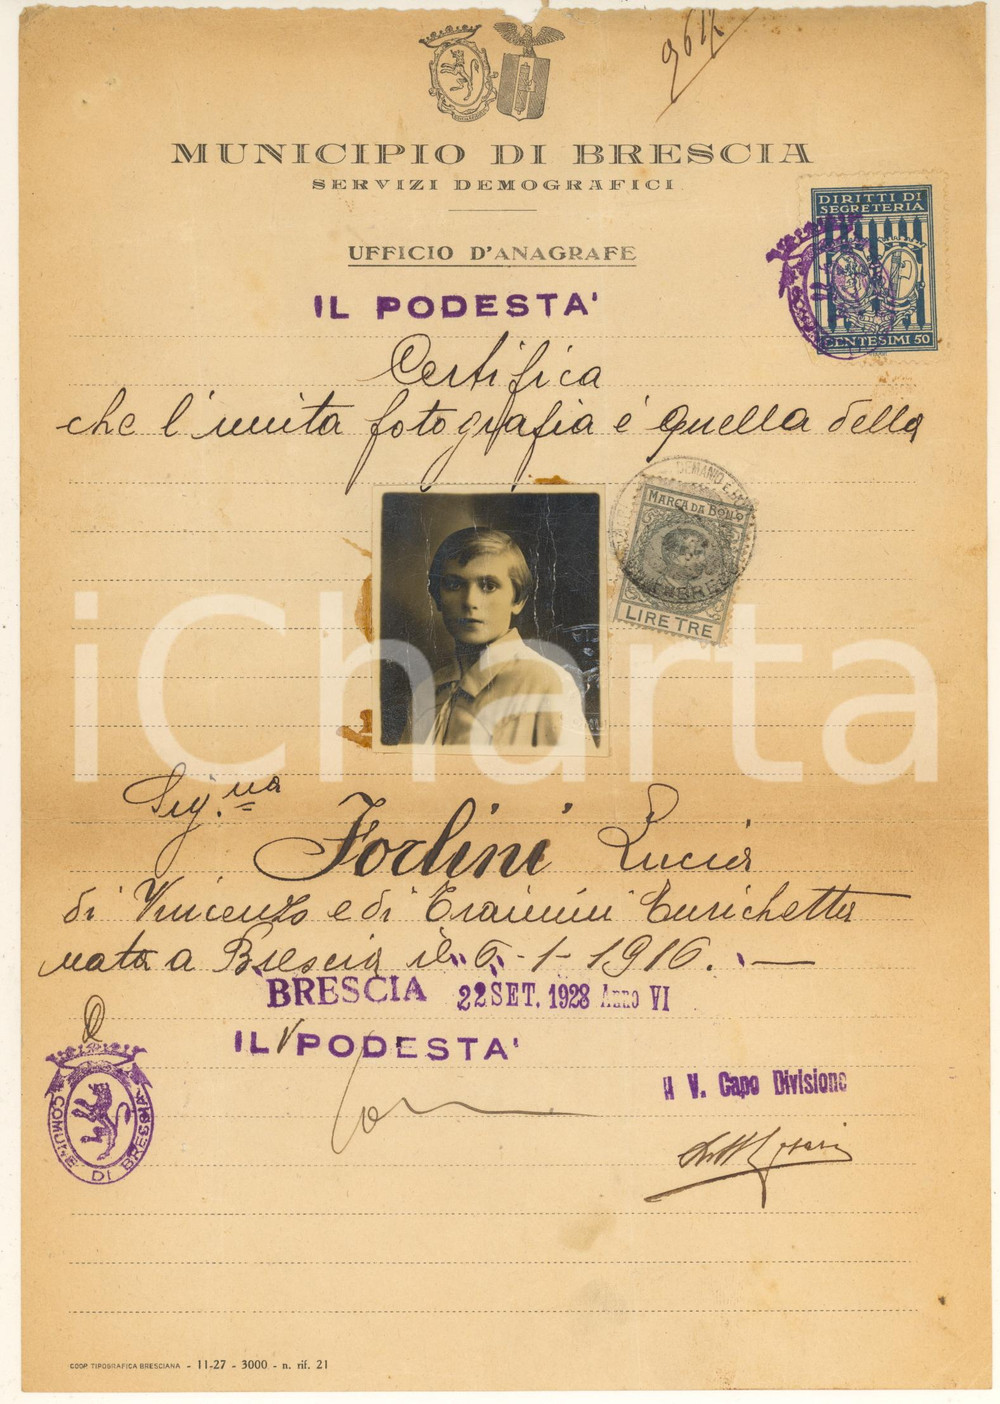 961
MUNICIPIO DI BRESCIA
SERVIZI DEMOGRAFICI
UFFICIO D'ANAGRAFE
DIRITTI DI
SEGRETERIA
CENTESIMI 50
IL PODESTA'
Certifica
che l'unita fotografia è quella della
DEMANIO E
MARCA DA BOLLO
LIRE TRE
iCharta
Sig.na
Forlini Lucia
di Vincenzo e di Enrichetta
nata a Brescia il 6-1-1916.
BRESCIA 22 SET. 1928 Anno VI
IL V PODESTA'
Il V. Capo Divisione
COMUNE DI BRESCIA
COOP. TIPOGRAFICA BRESCIANA - 11-27 - 3000 - n. rif. 21